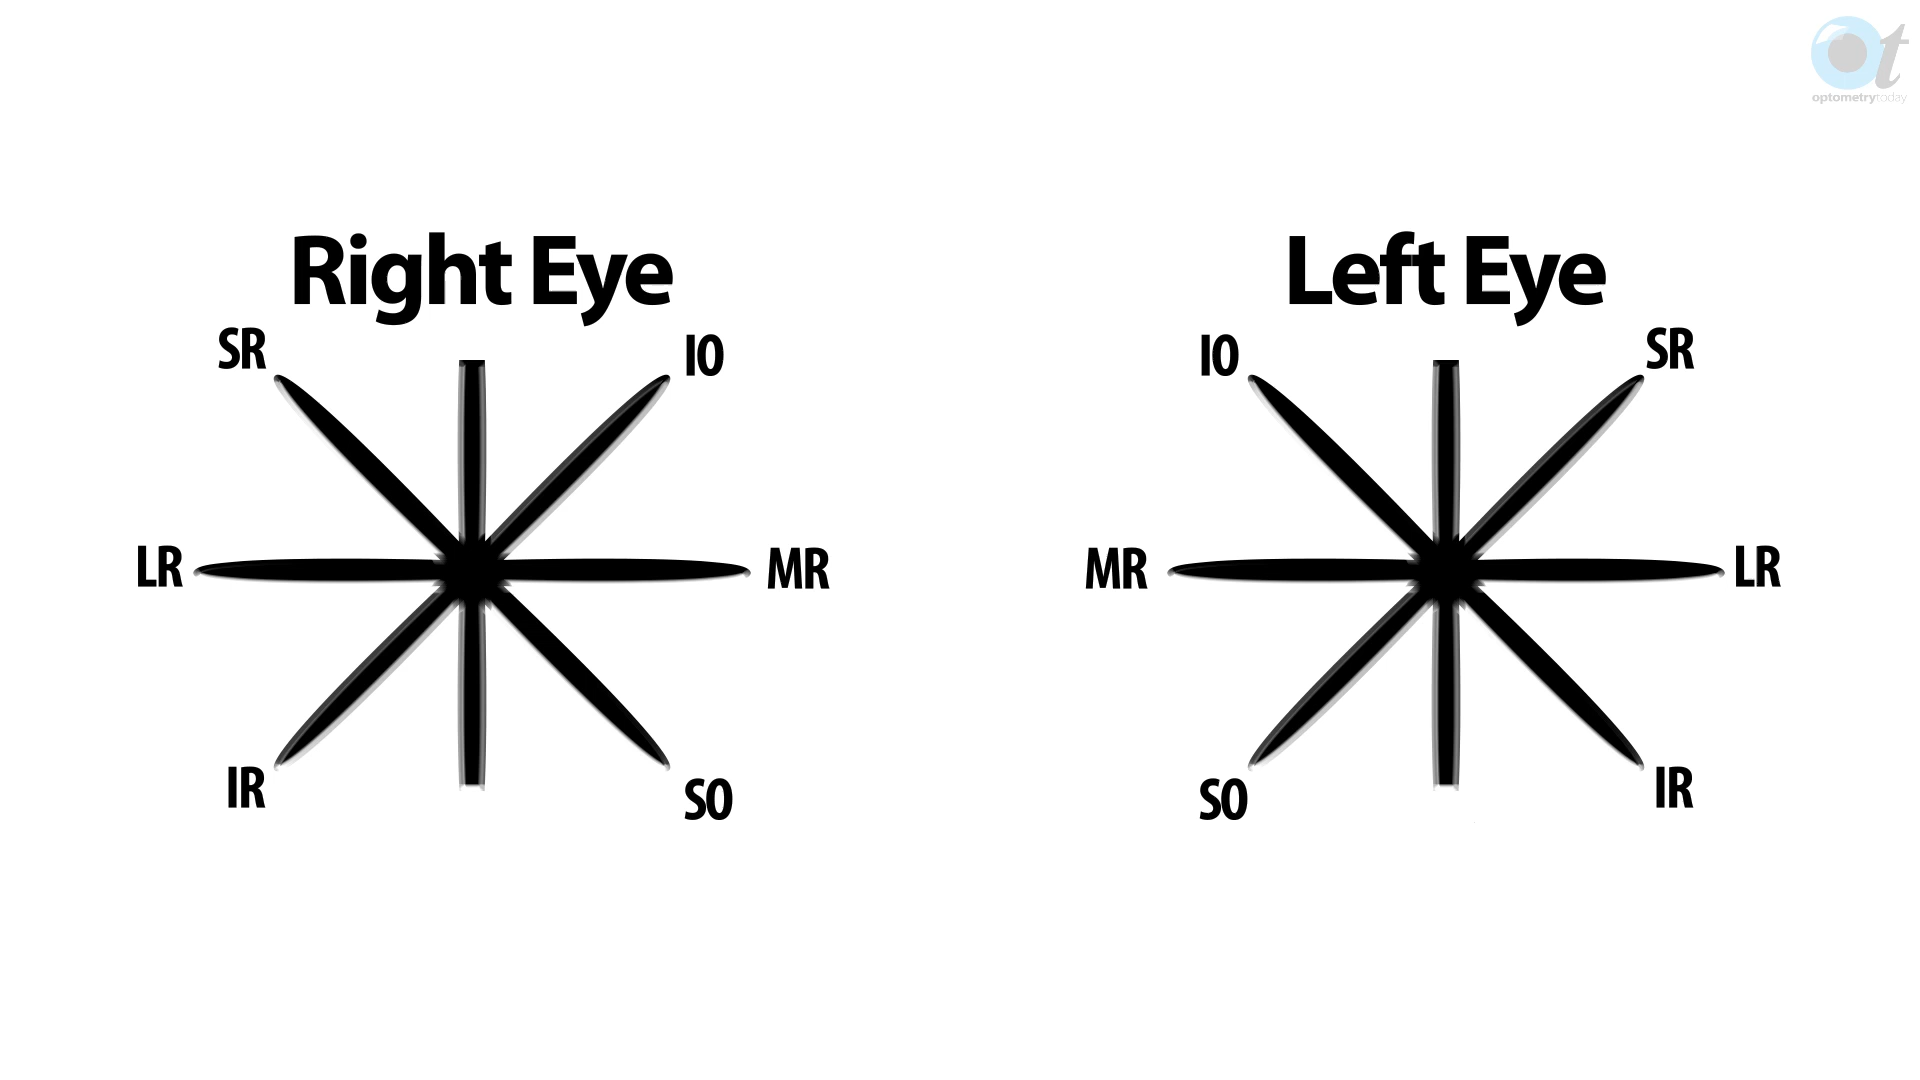 optometrytoday
Right Eye
Left Eye
SR
IO
IO
SR
LR
MR
MR
LR
IR
SO
SO
IR